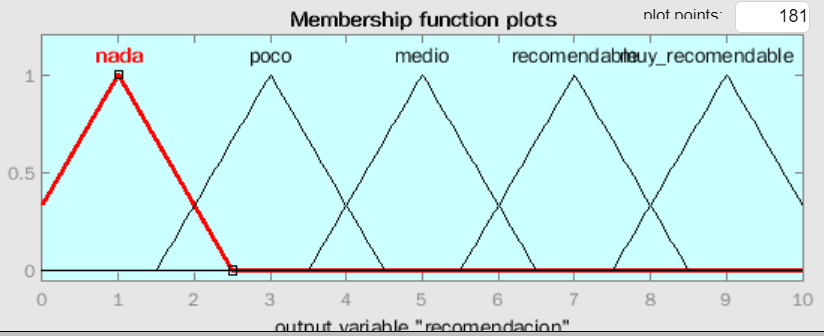 Membership function plots
plot points:
181
nada
poco
medio
recomendable
muy_recomendable
1
0.5
0
0 1 2 3 4 5 6 7 8 9 10
output variable "recomendacion"